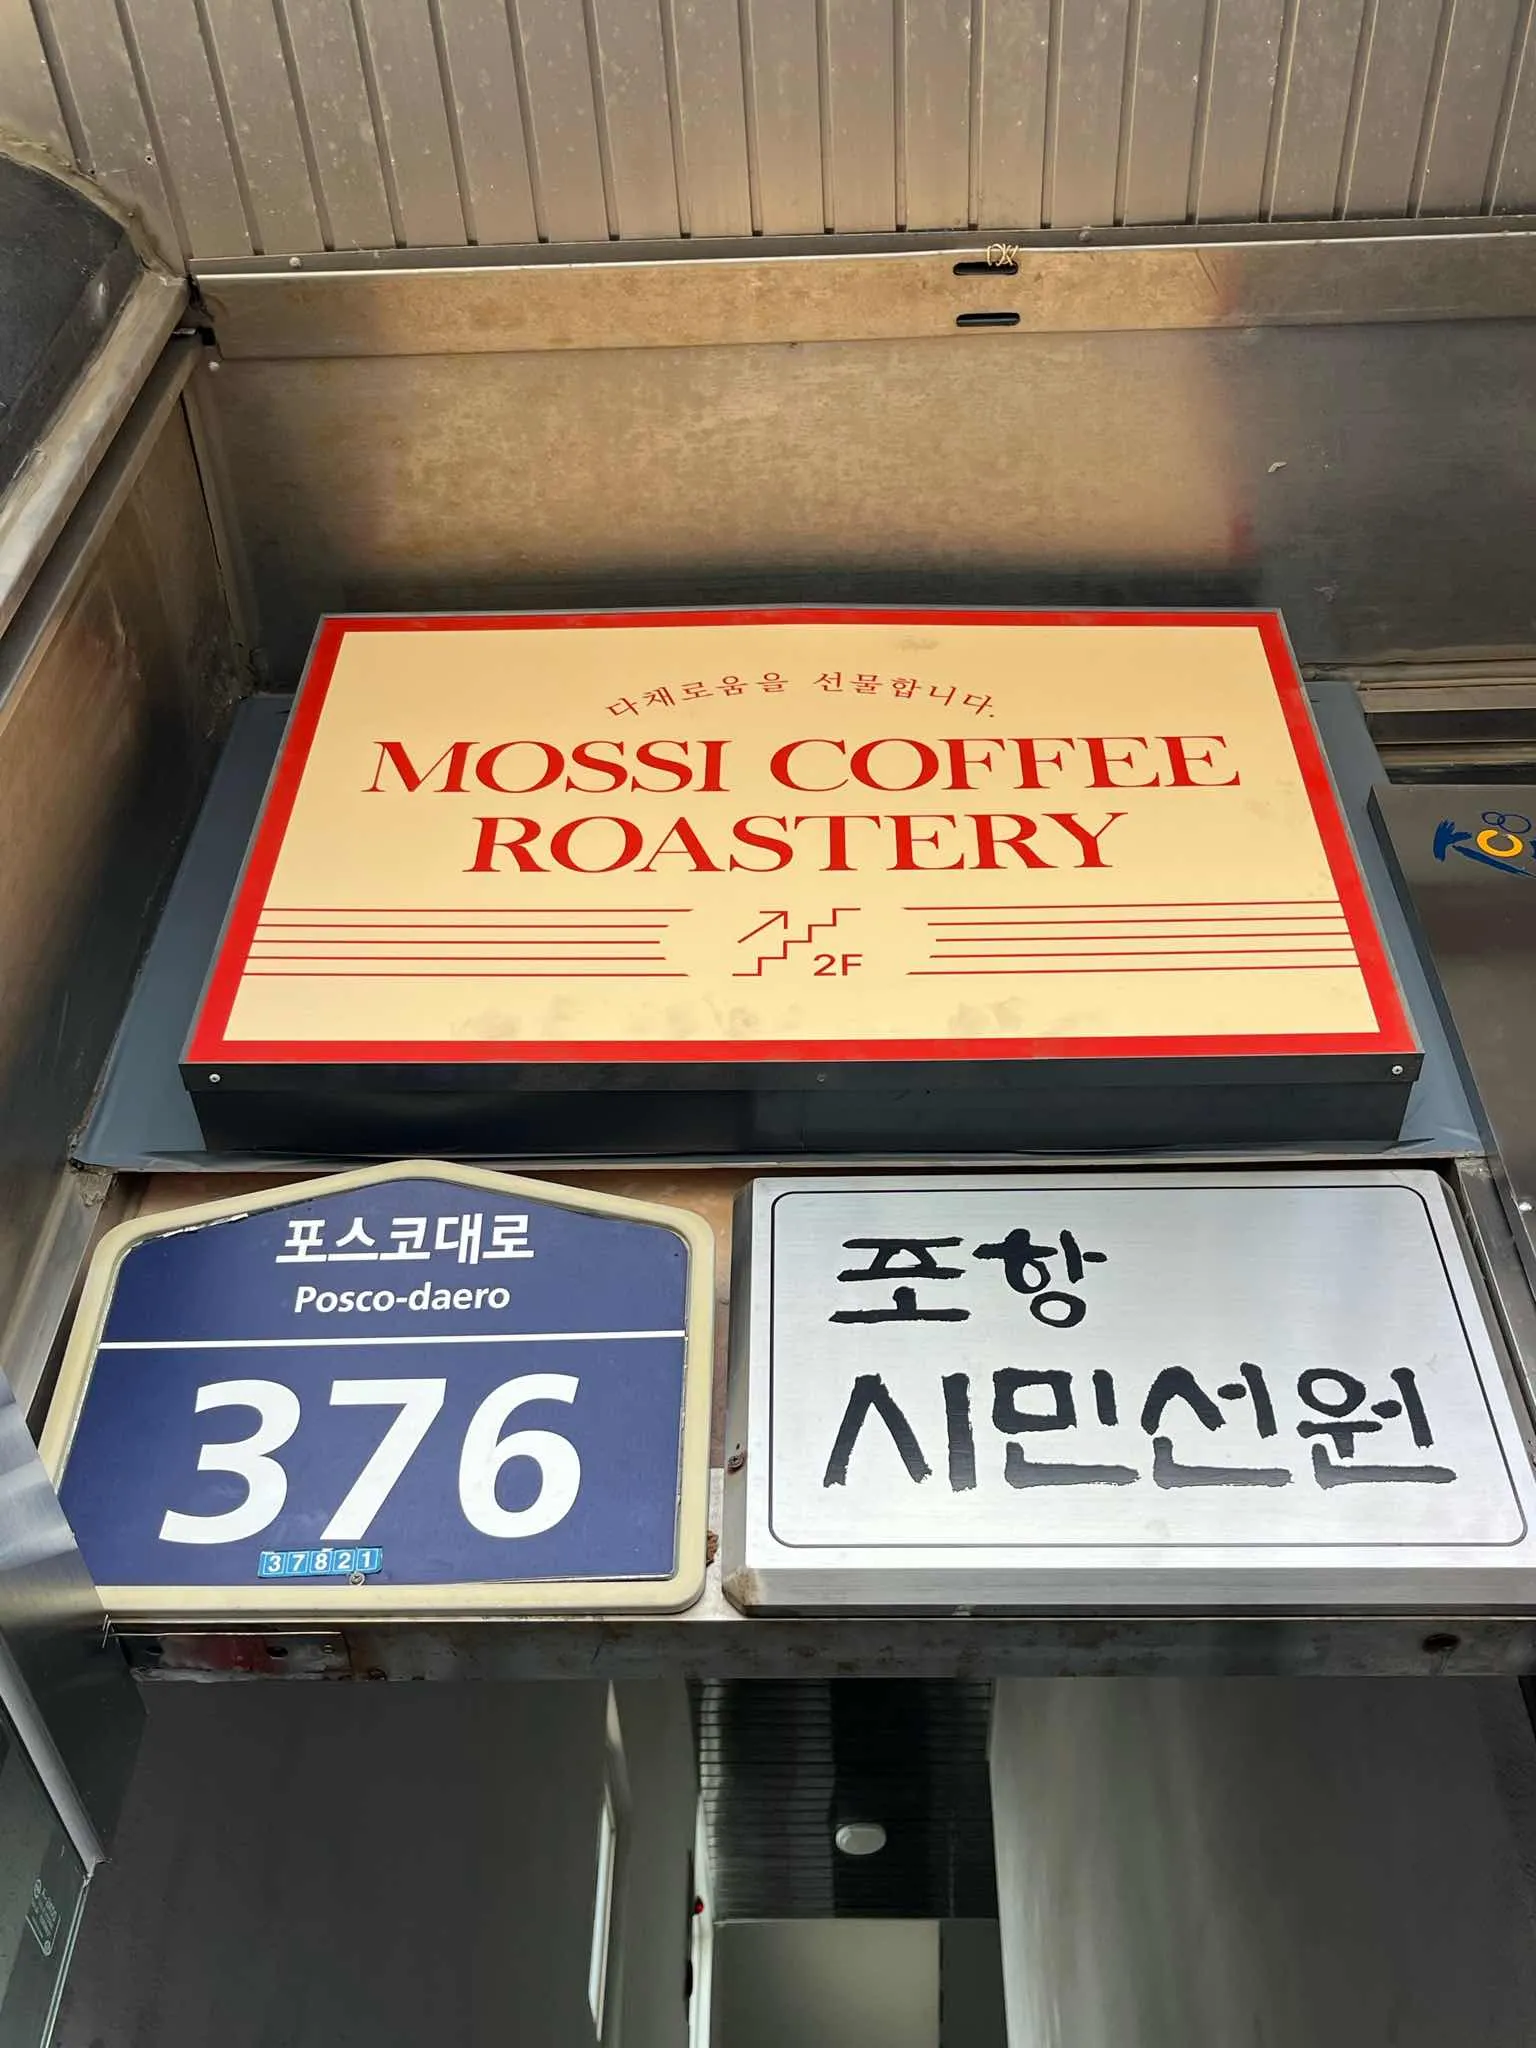 다채로움을 선물합니다.
MOSSI COFFEE
ROASTERY
2F
포스코대로
Posco-daero
376
37821
포항
시민선원